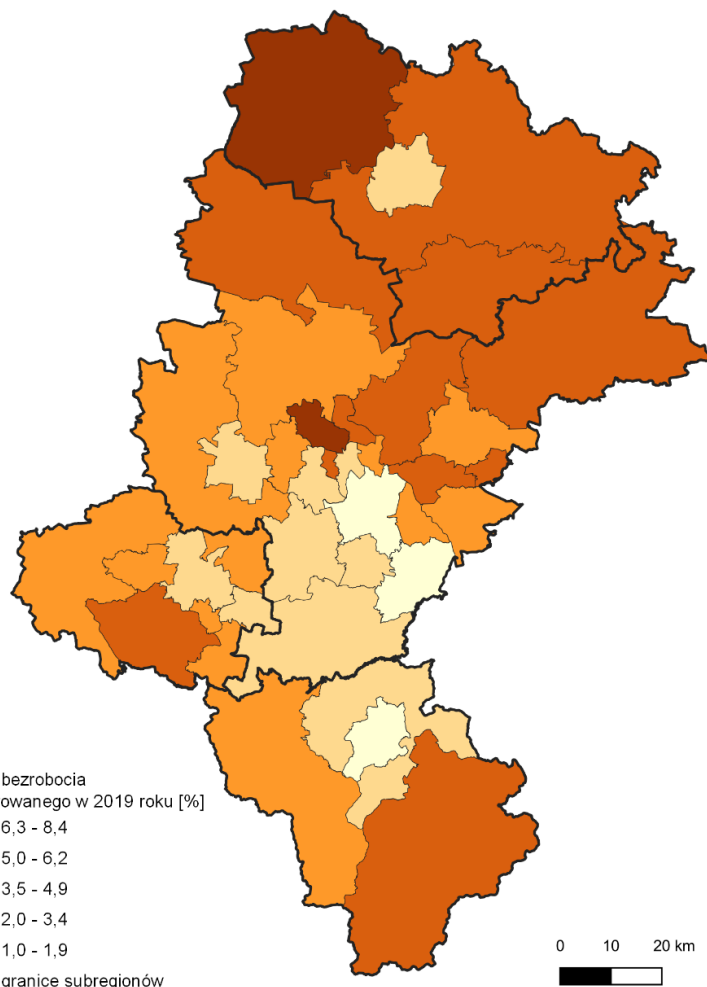 bezrobocia
owanego w 2019 roku [%]
6,3 - 8,4
5,0 - 6,2
3,5 - 4,9
2,0 - 3,4
1,0 - 1,9
granice subregionów
0 10 20 km